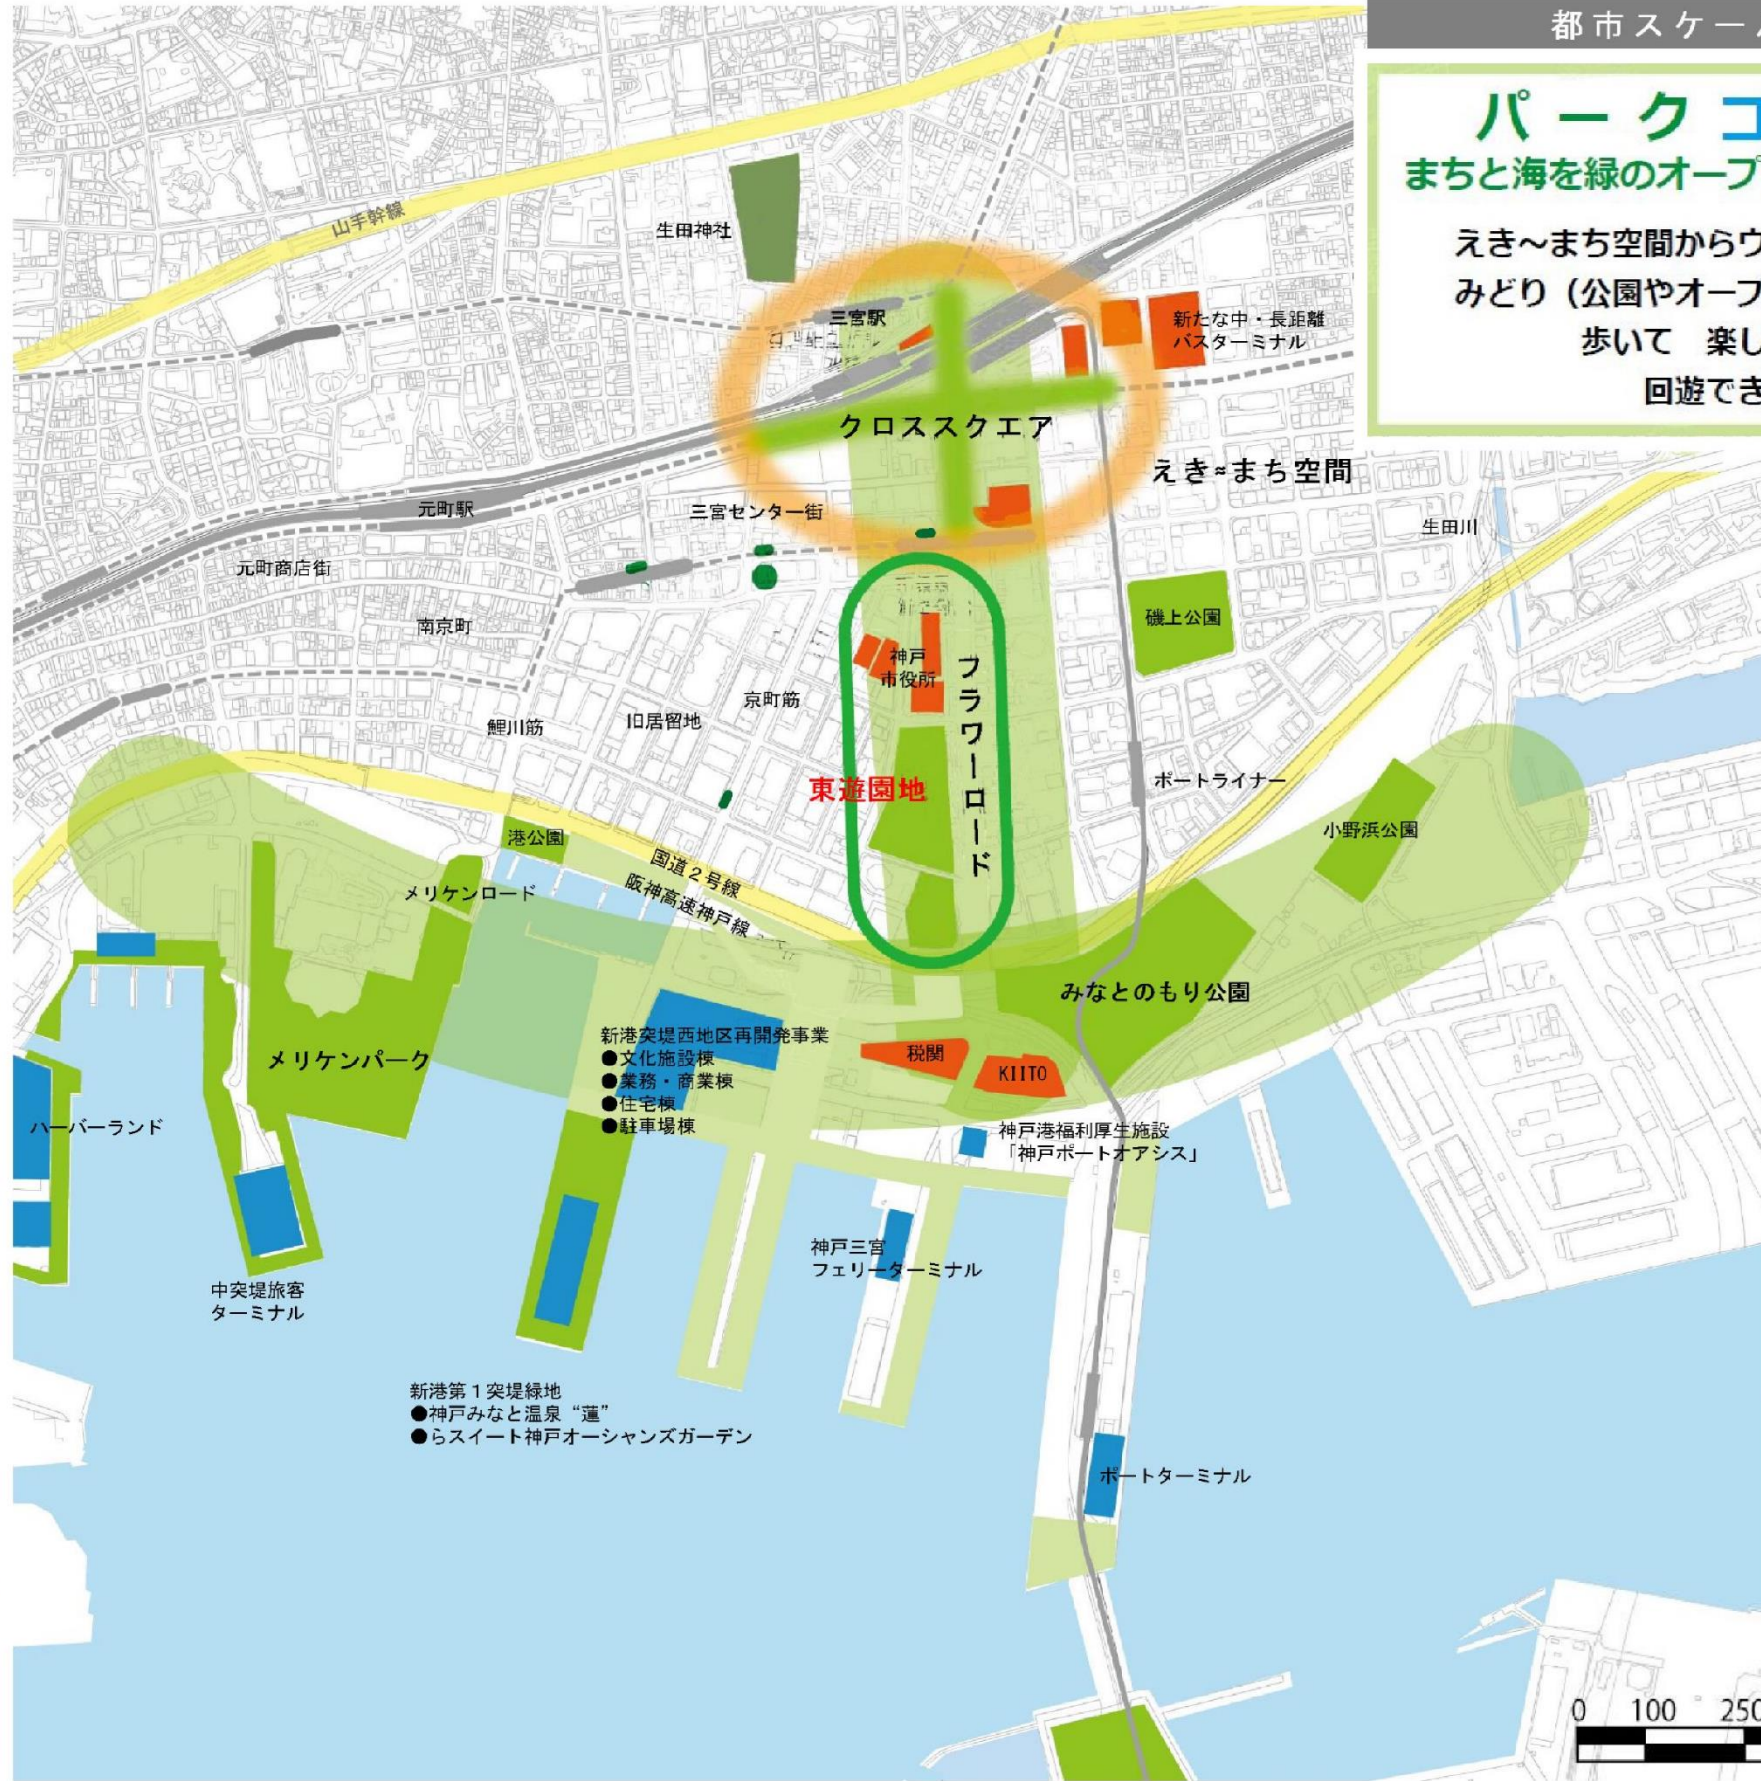 都市スケー
パークコ
まちと海を緑のオープ
えき～まち空間からウ
みどり（公園やオープ
歩いて　楽し
回遊でき
山手幹線
生田神社
三宮駅
新たな中・長距離
バスターミナル
クロススクエア
えき≈まち空間
元町駅
三宮センター街
生田川
元町商店街
南京町
磯上公園
神戸
市役所
フラワーロード
京町筋
旧居留地
鯉川筋
東遊園地
ポートライナー
小野浜公園
港公園
国道２号線
メリケンロード
阪神高速神戸線
みなとのもり公園
新港突堤西地区再開発事業
●文化施設棟
●業務・商業棟
●住宅棟
●駐車場棟
税関
KIITO
メリケンパーク
ハーバーランド
神戸港福利厚生施設
「神戸ポートオアシス」
神戸三宮
フェリーターミナル
中突堤旅客
ターミナル
新港第１突堤緑地
●神戸みなと温泉“蓮”
●らスイート神戸オーシャンズガーデン
ポートターミナル
0 100 250